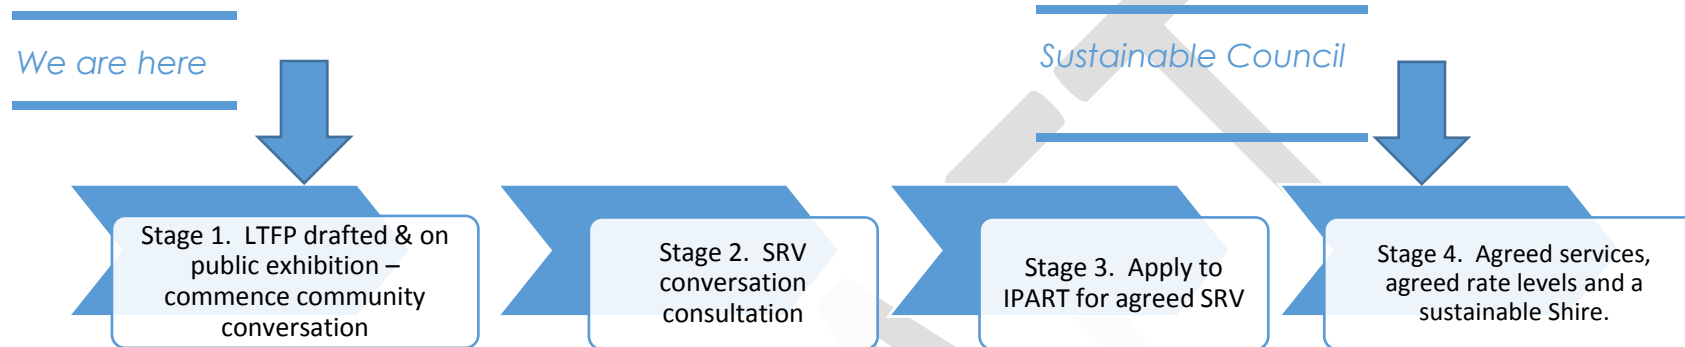 We are here
Sustainable Council
Stage 1.  LTFP drafted & on
public exhibition –
commence community
conversation
Stage 2.  SRV
conversation
consultation
Stage 3.  Apply to
IPART for agreed SRV
Stage 4.  Agreed services,
agreed rate levels and a
sustainable Shire.